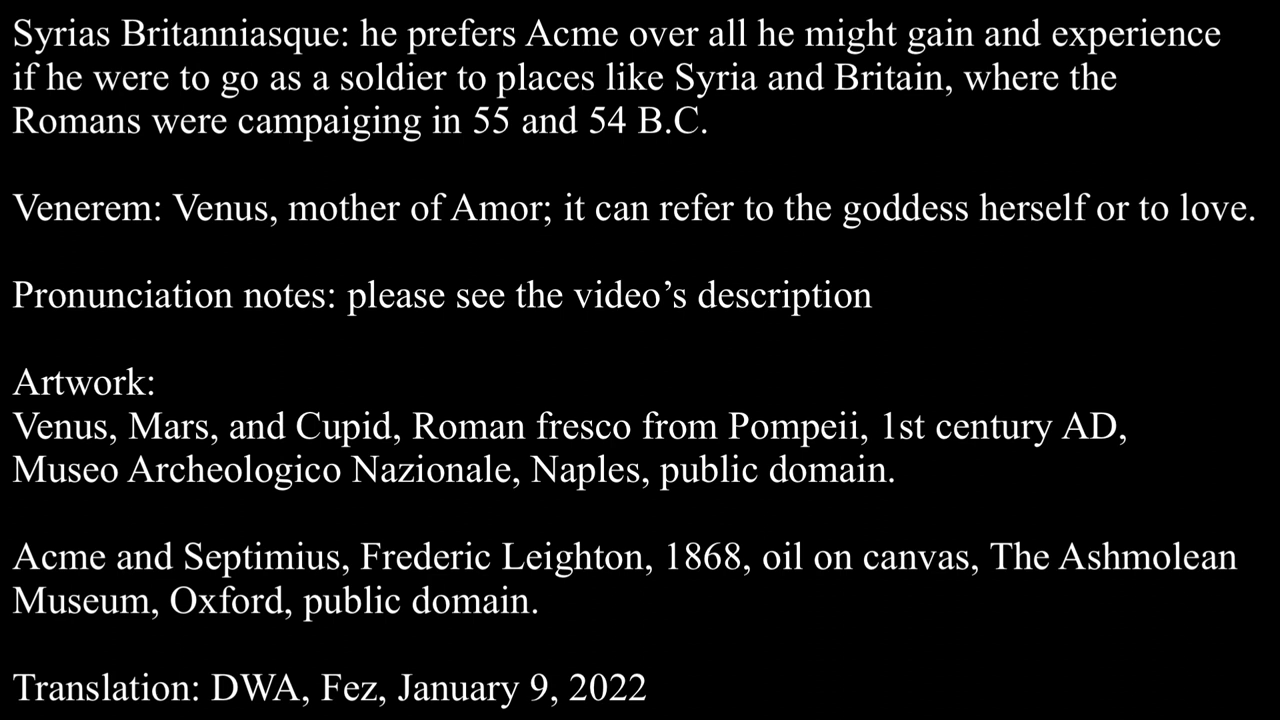 Syrias Britanniasque: he prefers Acme over all he might gain and experience
if he were to go as a soldier to places like Syria and Britain, where the
Romans were campaiging in 55 and 54 B.C.
Venerem: Venus, mother of Amor; it can refer to the goddess herself or to love.
Pronunciation notes: please see the video’s description
Artwork:
Venus, Mars, and Cupid, Roman fresco from Pompeii, 1st century AD,
Museo Archeologico Nazionale, Naples, public domain.
Acme and Septimius, Frederic Leighton, 1868, oil on canvas, The Ashmolean
Museum, Oxford, public domain.
Translation: DWA, Fez, January 9, 2022